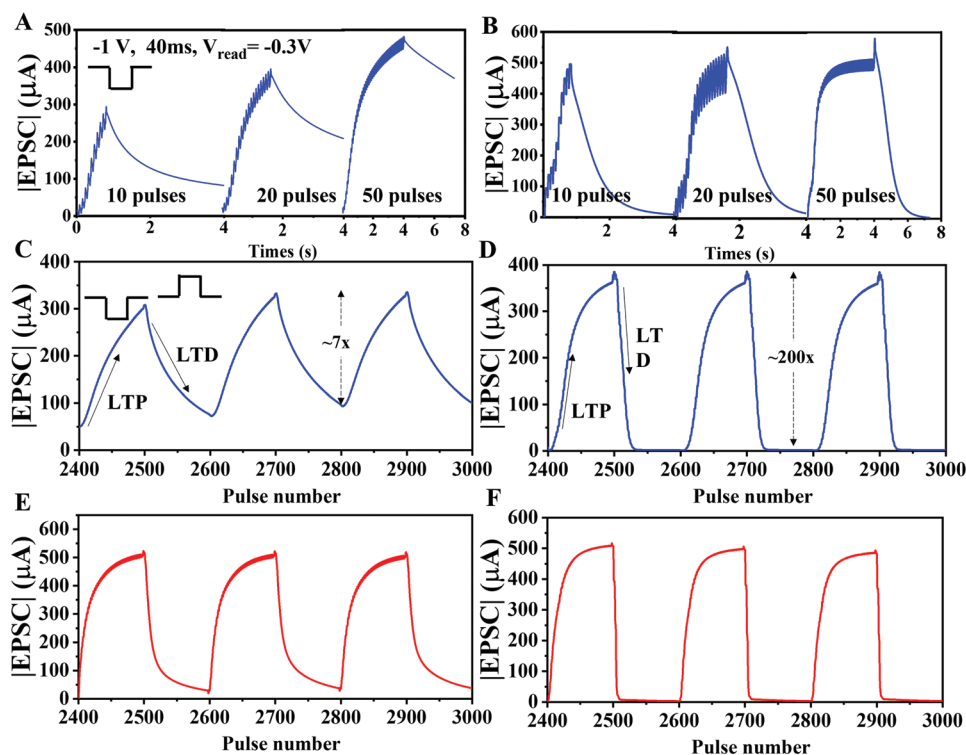 A
-1 V, 40ms, Vread= -0.3V
|EPSC| (μA)
500
400
300
200
100
0
10 pulses
20 pulses
50 pulses
0
2
4
2
4
2
4
6
8
Times (s)
B
|EPSC| (μA)
600
500
400
300
200
100
0
10 pulses
20 pulses
50 pulses
0
2
4
2
4
2
4
6
8
Times (s)
C
|EPSC| (μA)
400
300
200
100
0
LTP
LTD
~7x
2400
2500
2600
2700
2800
2900
3000
Pulse number
D
|EPSC| (μA)
400
300
200
100
0
LTP
LT
D
~200x
2400
2500
2600
2700
2800
2900
3000
Pulse number
E
|EPSC| (μA)
600
500
400
300
200
100
0
2400
2500
2600
2700
2800
2900
3000
Pulse number
F
|EPSC| (μA)
600
500
400
300
200
100
0
2400
2500
2600
2700
2800
2900
3000
Pulse number